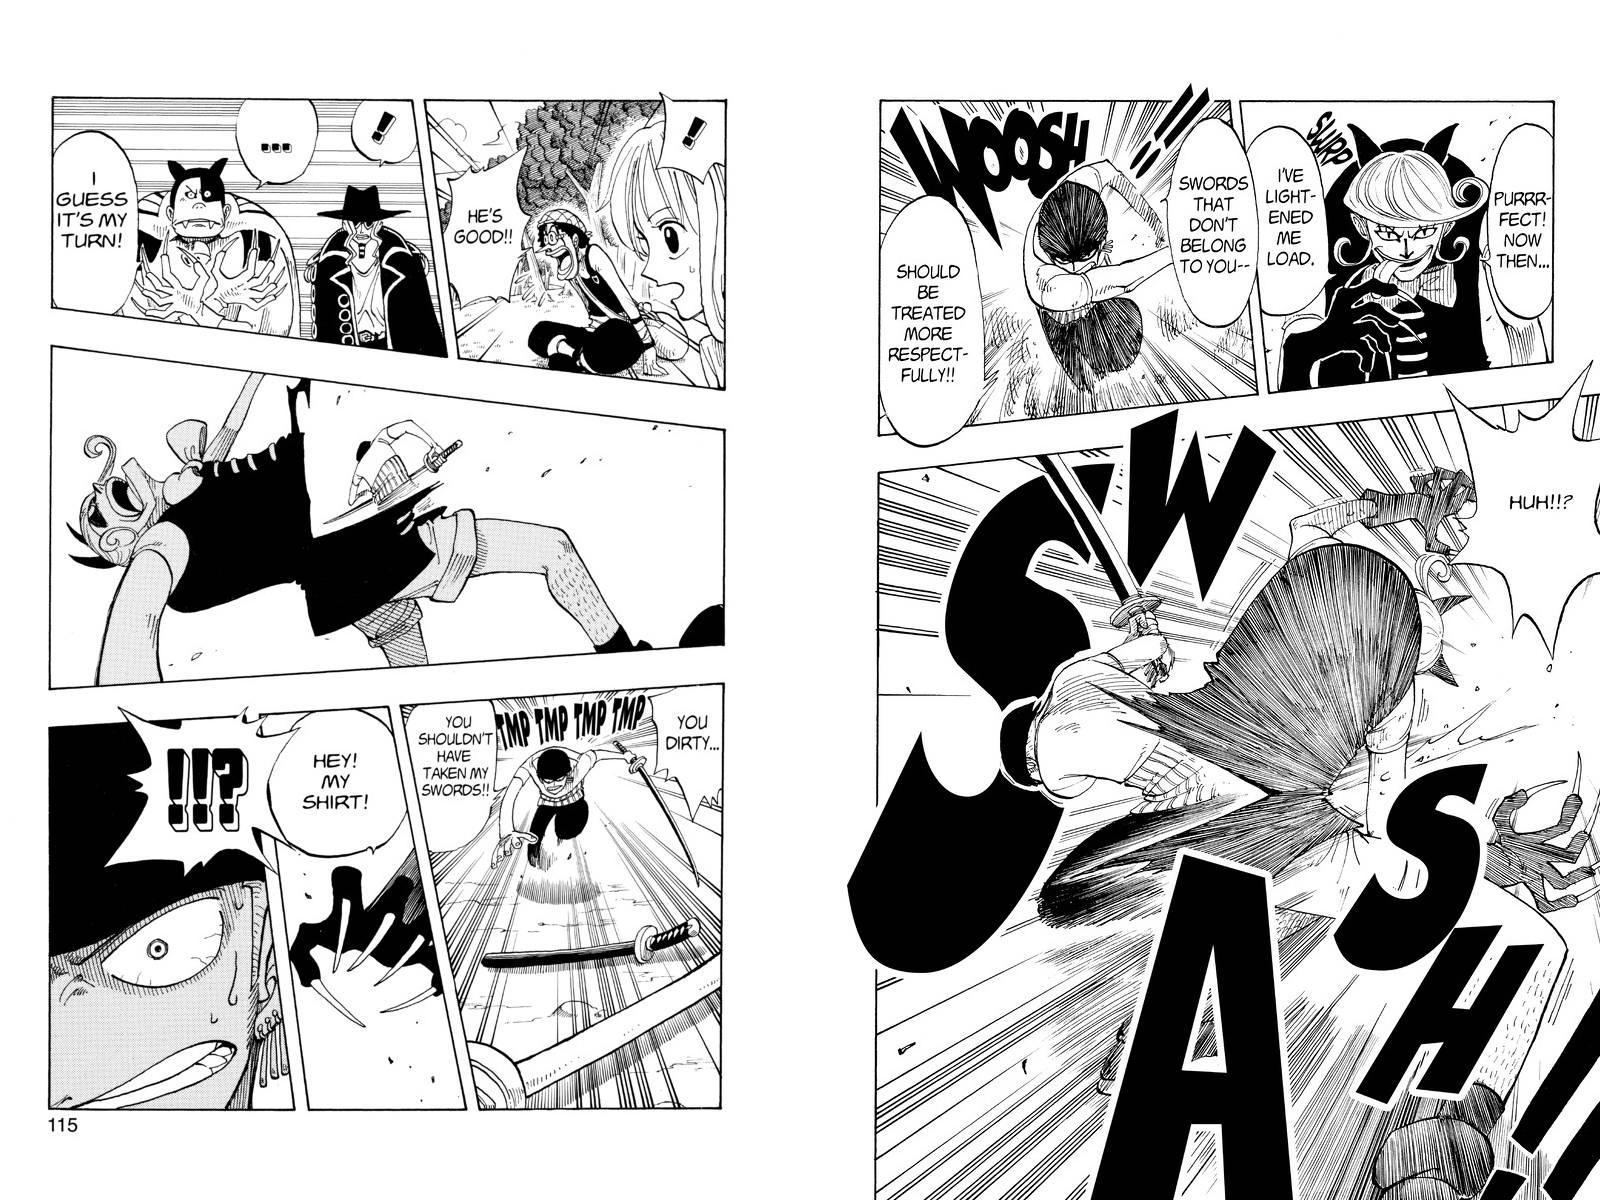 PURRR-
FECT!
NOW
THEN...
SWRP
I'VE
LIGHT-
ENED
ME
LOAD.
SWORDS
THAT
DON'T
BELONG
TO YOU--
!!
WOOSH
SHOULD
BE
TREATED
MORE
RESPECT-
FULLY!!
HUH!!?
SWASH!!
!
HE'S
GOOD!!
!
...
I
GUESS
IT'S MY
TURN!
YOU
DIRTY...
TMP TMP TMP TMP
YOU
SHOULDN'T
HAVE
TAKEN MY
SWORDS!!
HEY!
MY
SHIRT!
!!?
115